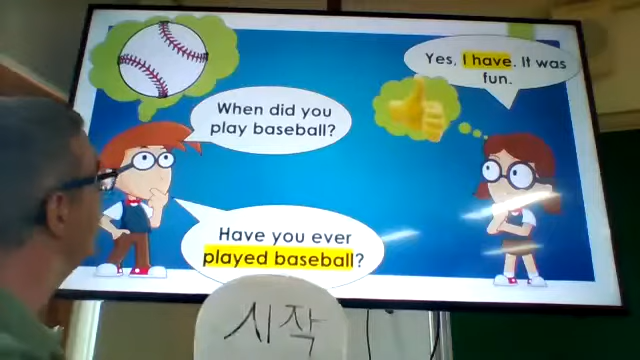 Yes, I have. It was
fun.
When did you
play baseball?
Have you ever
played baseball?
시작